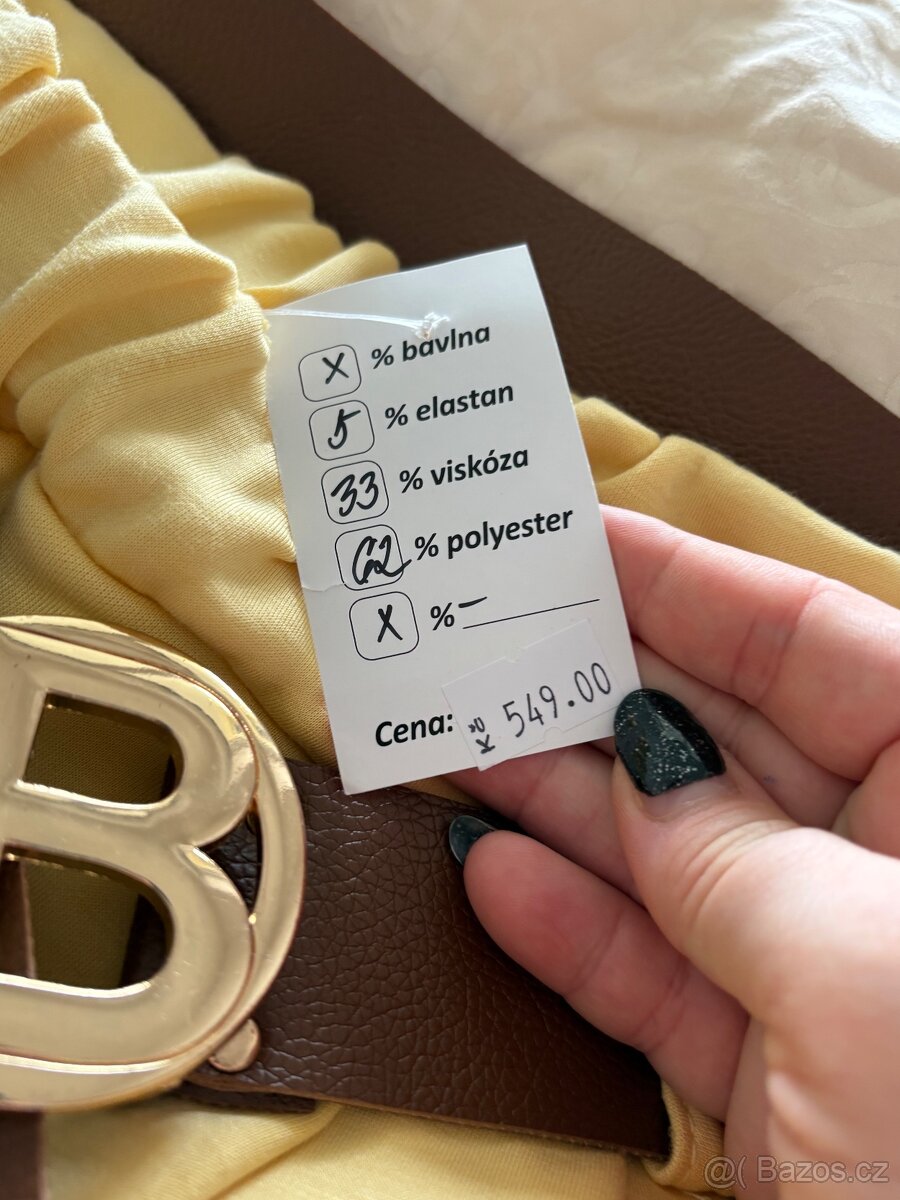 X % bavlna
5 % elastan
33 % viskóza
62 % polyester
X % –
Cena: Kč 549.00
B
@( Bazos.cz